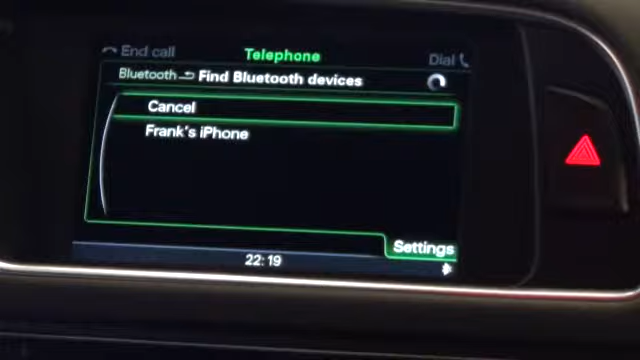 End call
Telephone
Dial
Bluetooth Find Bluetooth devices
Cancel
Frank's iPhone
Settings
22:19